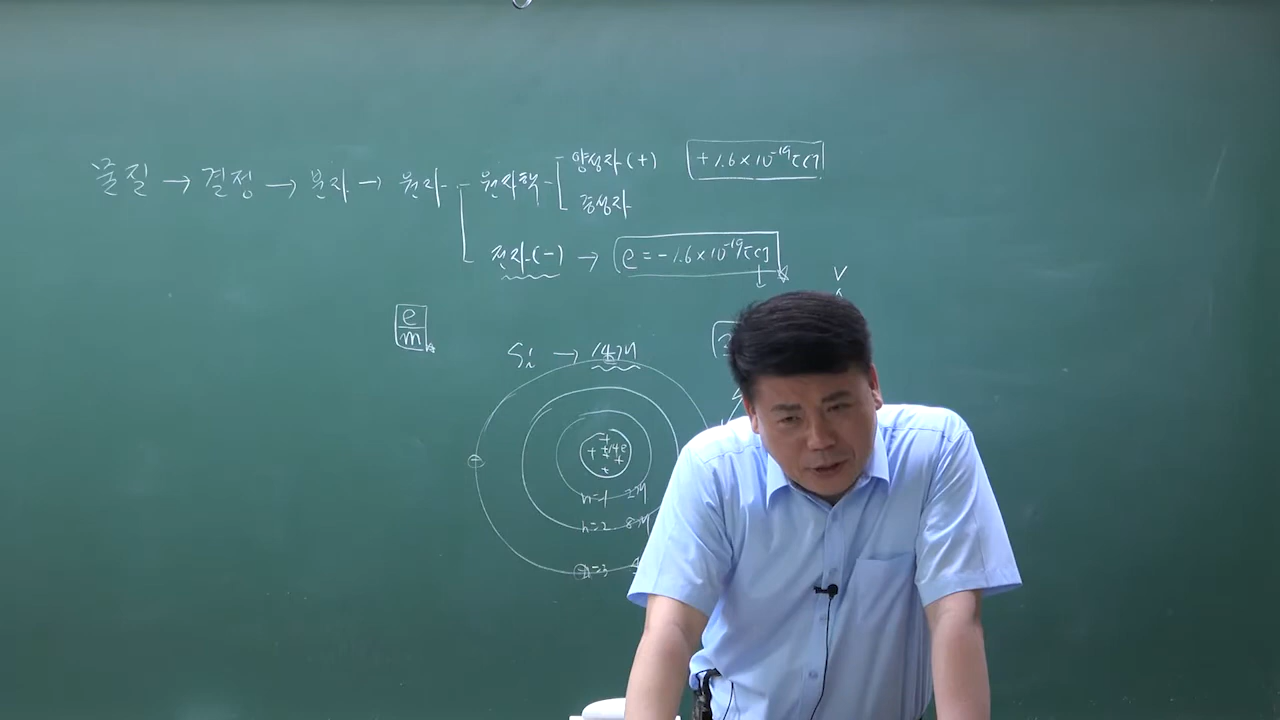 물질 → 결정 → 분자 → 원자 원자핵 양성자(+) +1.6×10⁻¹⁹[C]
중성자
전자(-) → e=-1.6×10⁻¹⁹[C]
V
e
m
Si → 14개
+
+ +14e
+ +
+
n=1 2개
n=2 8개
n=3